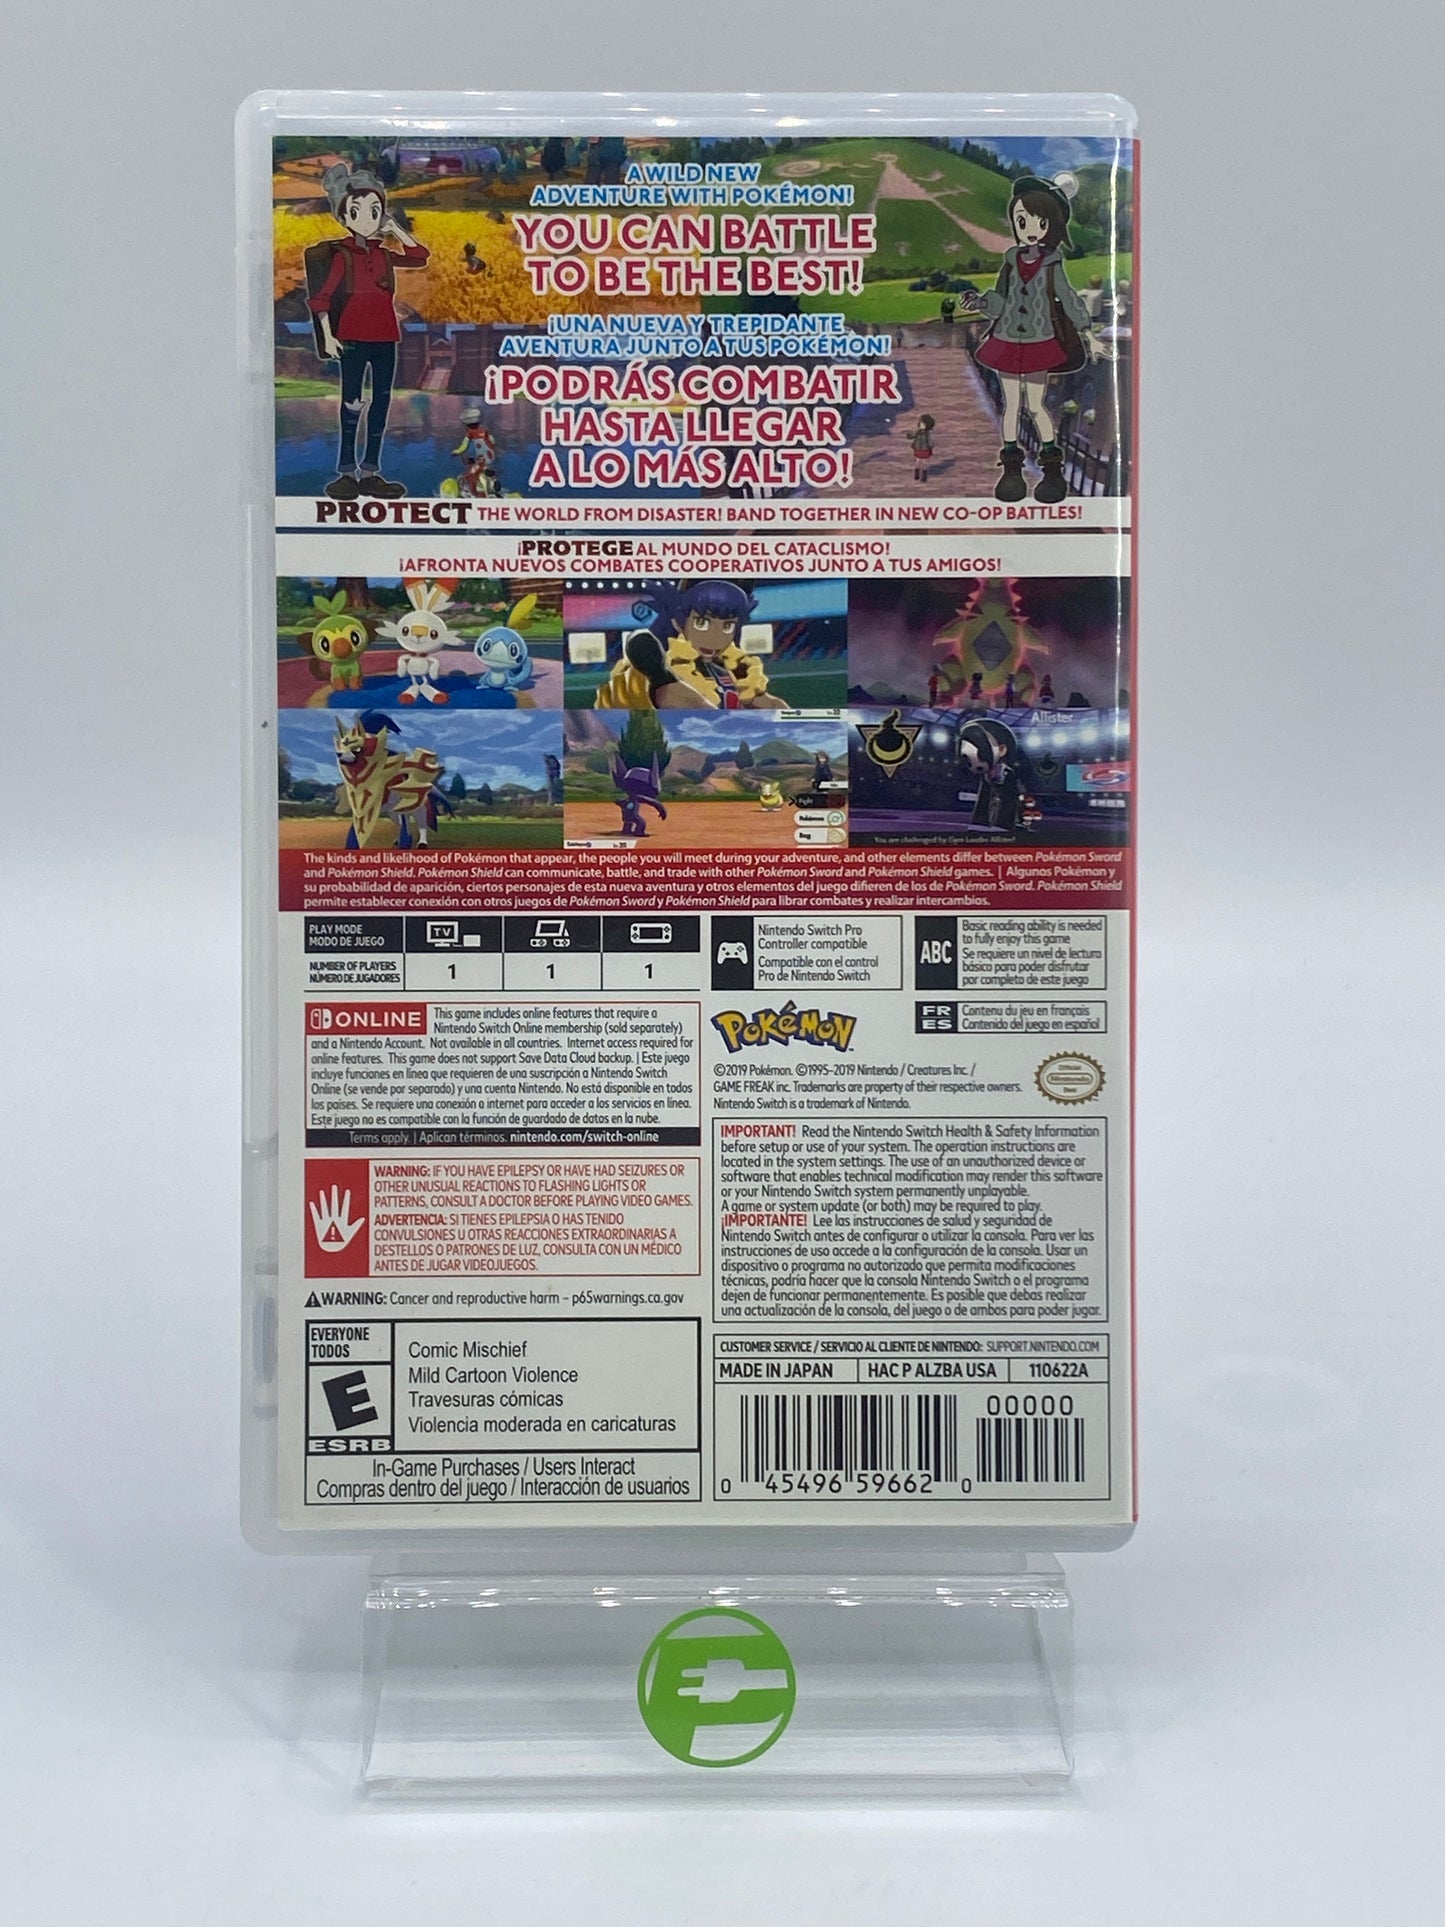 A WILD NEW
ADVENTURE WITH POKÉMON!
YOU CAN BATTLE
TO BE THE BEST!
¡UNA NUEVA Y TREPIDANTE
AVENTURA JUNTO A TUS POKÉMON!
¡PODRÁS COMBATIR
HASTA LLEGAR
A LO MÁS ALTO!
PROTECT THE WORLD FROM DISASTER! BAND TOGETHER IN NEW CO-OP BATTLES!
¡PROTEGE AL MUNDO DEL CATACLISMO!
¡AFRONTA NUEVOS COMBATES COOPERATIVOS JUNTO A TUS AMIGOS!
Allister
Fight
Pokémon
Bag
Lv. 20
You are challenged by Gym Leader Allister!
The kinds and likelihood of Pokémon that appear, the people you will meet during your adventure, and other elements differ between Pokémon Sword
and Pokémon Shield. Pokémon Shield can communicate, battle, and trade with other Pokémon Sword and Pokémon Shield games. | Algunos Pokémon y
su probabilidad de aparición, ciertos personajes de esta nueva aventura y otros elementos del juego difieren de los de Pokémon Sword. Pokémon Shield
permite establecer conexión con otros juegos de Pokémon Sword y Pokémon Shield para librar combates y realizar intercambios.
PLAY MODE
MODO DE JUEGO
TV
NUMBER OF PLAYERS
NÚMERO DE JUGADORES
1 1 1
Nintendo Switch Pro
Controller compatible
Compatible con el control
Pro de Nintendo Switch
ABC
Basic reading ability is needed
to fully enjoy this game
Se requiere un nivel de lectura
básico para poder disfrutar
por completo de este juego
ONLINE
This game includes online features that require a
Nintendo Switch Online membership (sold separately)
and a Nintendo Account. Not available in all countries. Internet access required for
online features. This game does not support Save Data Cloud backup. | Este juego
incluye funciones en línea que requieren de una suscripción a Nintendo Switch
Online (se vende por separado) y una cuenta Nintendo. No está disponible en todos
los países. Se requiere una conexión a internet para acceder a los servicios en línea.
Este juego no es compatible con la función de guardado de datos en la nube.
Terms apply. | Aplican términos. nintendo.com/switch-online
POKéMON
FR
ES
Contenu du jeu en français
Contenido del juego en español
©2019 Pokémon. ©1995–2019 Nintendo / Creatures Inc. /
GAME FREAK inc. Trademarks are property of their respective owners.
Nintendo Switch is a trademark of Nintendo.
Official
Nintendo
Seal
WARNING: IF YOU HAVE EPILEPSY OR HAVE HAD SEIZURES OR
OTHER UNUSUAL REACTIONS TO FLASHING LIGHTS OR
PATTERNS, CONSULT A DOCTOR BEFORE PLAYING VIDEO GAMES.
ADVERTENCIA: SI TIENES EPILEPSIA O HAS TENIDO
CONVULSIONES U OTRAS REACCIONES EXTRAORDINARIAS A
DESTELLOS O PATRONES DE LUZ, CONSULTA CON UN MÉDICO
ANTES DE JUGAR VIDEOJUEGOS.
WARNING: Cancer and reproductive harm – p65warnings.ca.gov
IMPORTANT! Read the Nintendo Switch Health & Safety Information
before setup or use of your system. The operation instructions are
located in the system settings. The use of an unauthorized device or
software that enables technical modification may render this software
or your Nintendo Switch system permanently unplayable.
A game or system update (or both) may be required to play.
¡IMPORTANTE! Lee las instrucciones de salud y seguridad de
Nintendo Switch antes de configurar o utilizar la consola. Para ver las
instrucciones de uso accede a la configuración de la consola. Usar un
dispositivo o programa no autorizado que permita modificaciones
técnicas, podría hacer que la consola Nintendo Switch o el programa
dejen de funcionar permanentemente. Es posible que debas realizar
una actualización de la consola, del juego o de ambos para poder jugar.
EVERYONE
TODOS
E
ESRB
Comic Mischief
Mild Cartoon Violence
Travesuras cómicas
Violencia moderada en caricaturas
In-Game Purchases / Users Interact
Compras dentro del juego / Interacción de usuarios
CUSTOMER SERVICE / SERVICIO AL CLIENTE DE NINTENDO: SUPPORT.NINTENDO.COM
MADE IN JAPAN HAC P ALZBA USA 110622A
00000
0 45496 59662 0